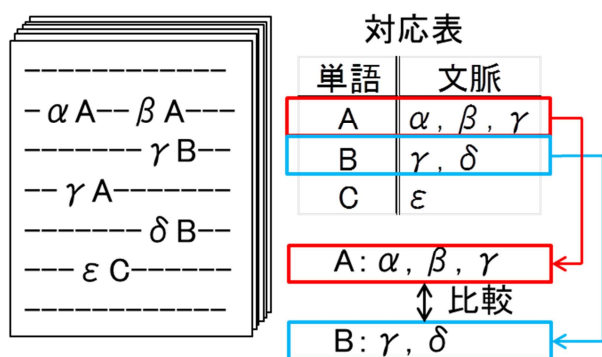 αA--βA
γB
γA
δB
εC
対応表
単語 文脈
A α, β, γ
B γ, δ
C ε
A: α, β, γ
比較
B: γ, δ